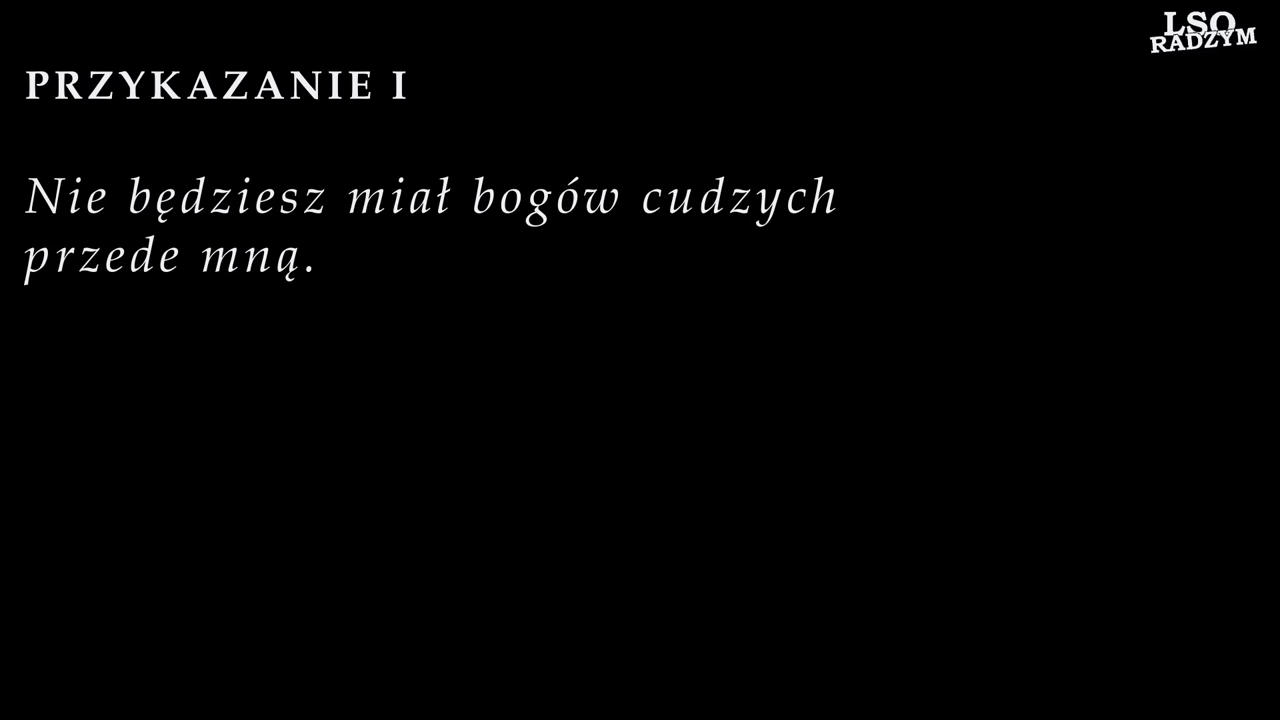 LSO
RADZYM
PRZYKAZANIE I
Nie będziesz miał bogów cudzych
przede mną.